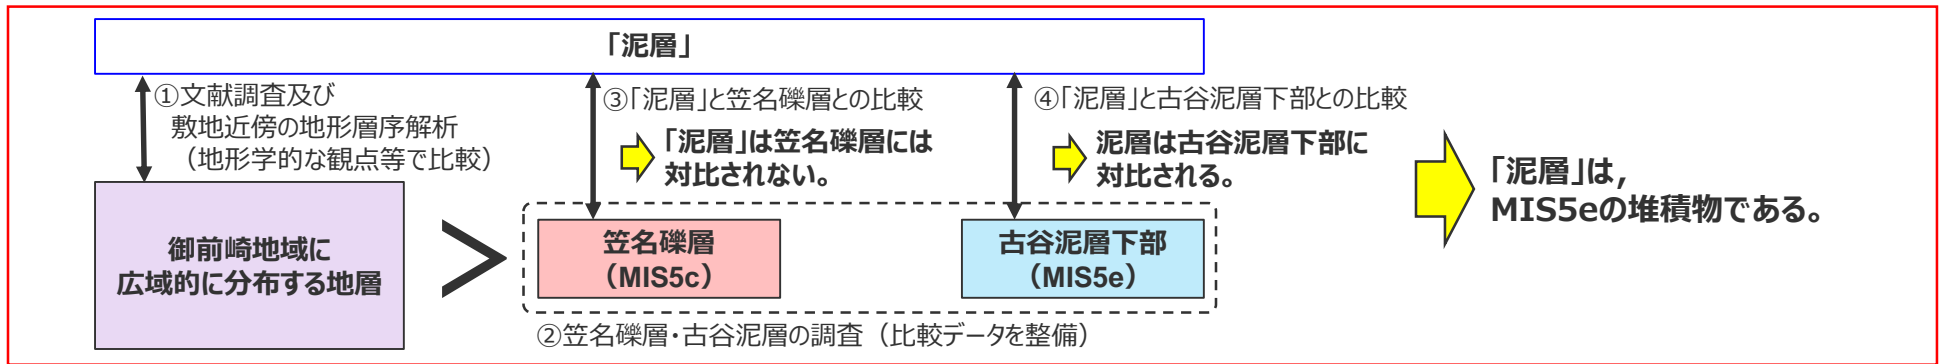 「泥層」
①文献調査及び
敷地近傍の地形層序解析
（地形学的な観点等で比較）
③「泥層」と笠名礫層との比較
「泥層」は笠名礫層には
対比されない。
④「泥層」と古谷泥層下部との比較
泥層は古谷泥層下部に
対比される。
「泥層」は，
MIS5eの堆積物である。
御前崎地域に
広域的に分布する地層
笠名礫層
（MIS5c）
古谷泥層下部
（MIS5e）
②笠名礫層・古谷泥層の調査（比較データを整備）